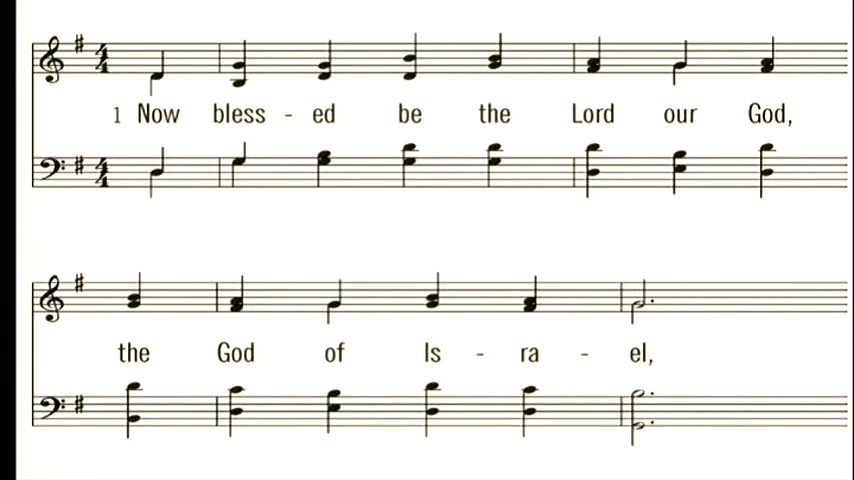 1 Now bless - ed be the Lord our God,
the God of Is - ra - el,